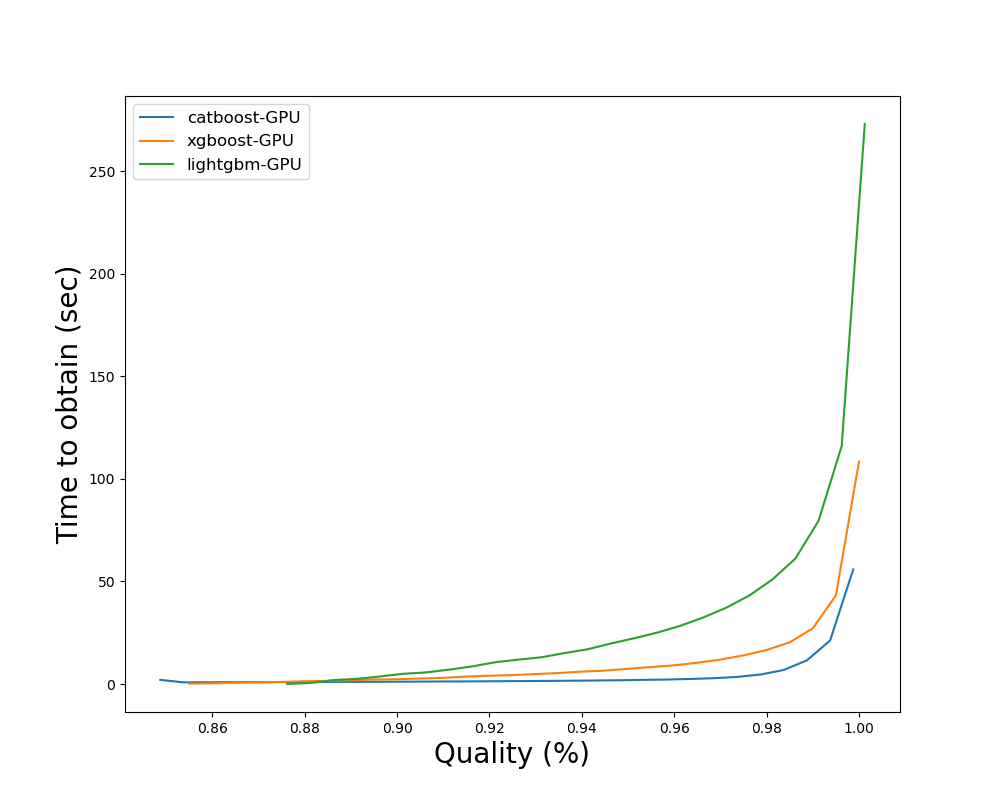 catboost-GPU
xgboost-GPU
lightgbm-GPU
Time to obtain (sec)
250
200
150
100
50
0
0.86 0.88 0.90 0.92 0.94 0.96 0.98 1.00
Quality (%)